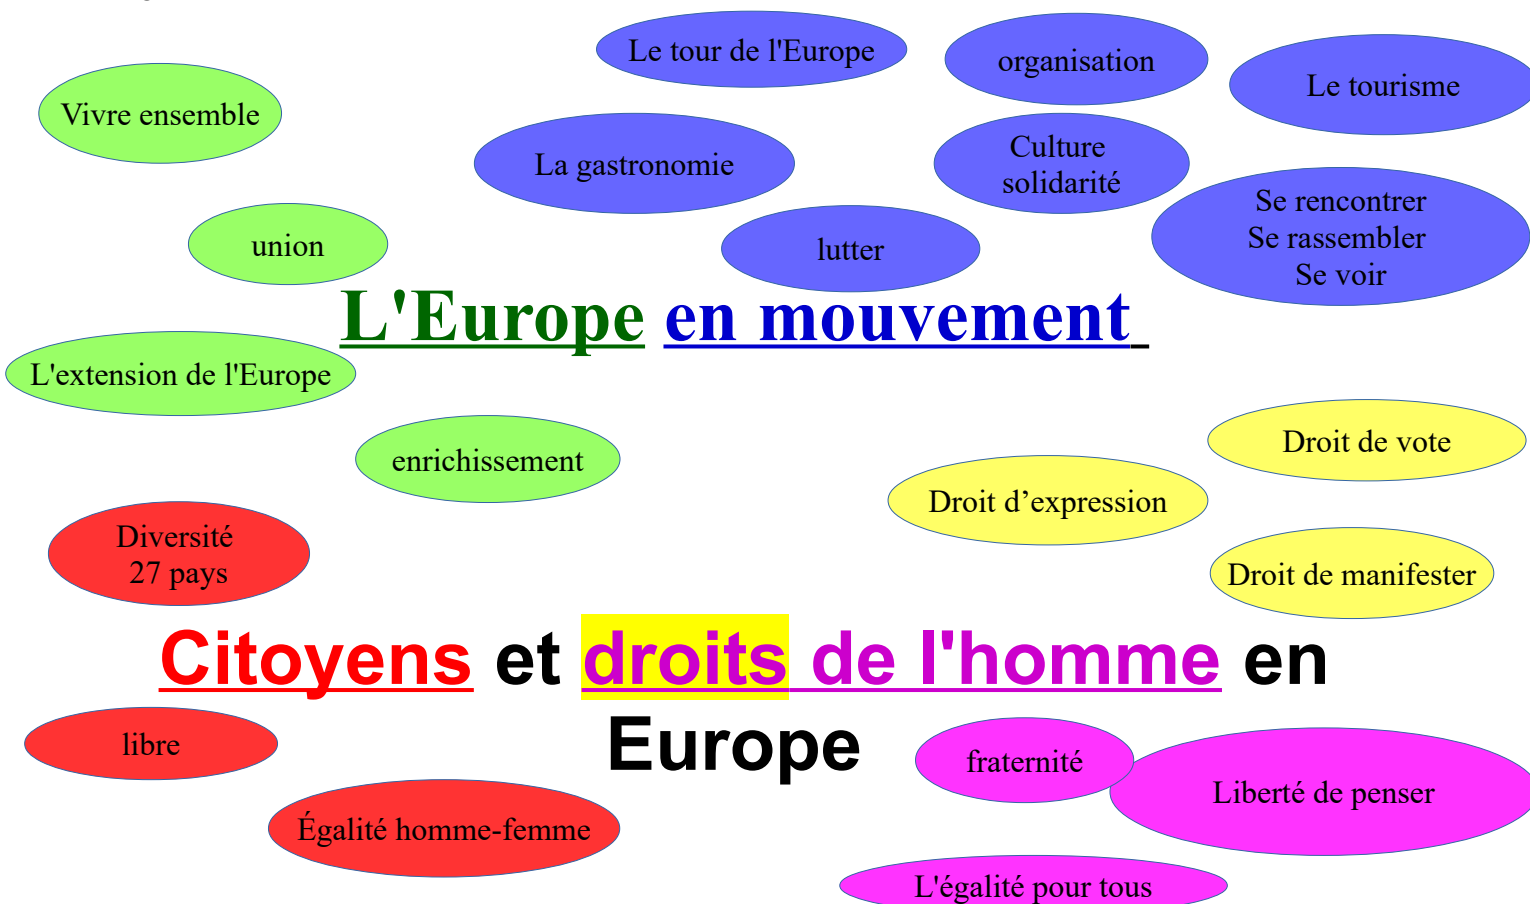 Le tour de l'Europe
organisation
Le tourisme
Vivre ensemble
La gastronomie
Culture
solidarité
Se rencontrer
Se rassembler
Se voir
union
lutter
L'Europe en mouvement
L'extension de l'Europe
enrichissement
Droit de vote
Droit d’expression
Diversité
27 pays
Droit de manifester
Citoyens et droits de l'homme en
Europe
libre
fraternité
Liberté de penser
Égalité homme-femme
L'égalité pour tous